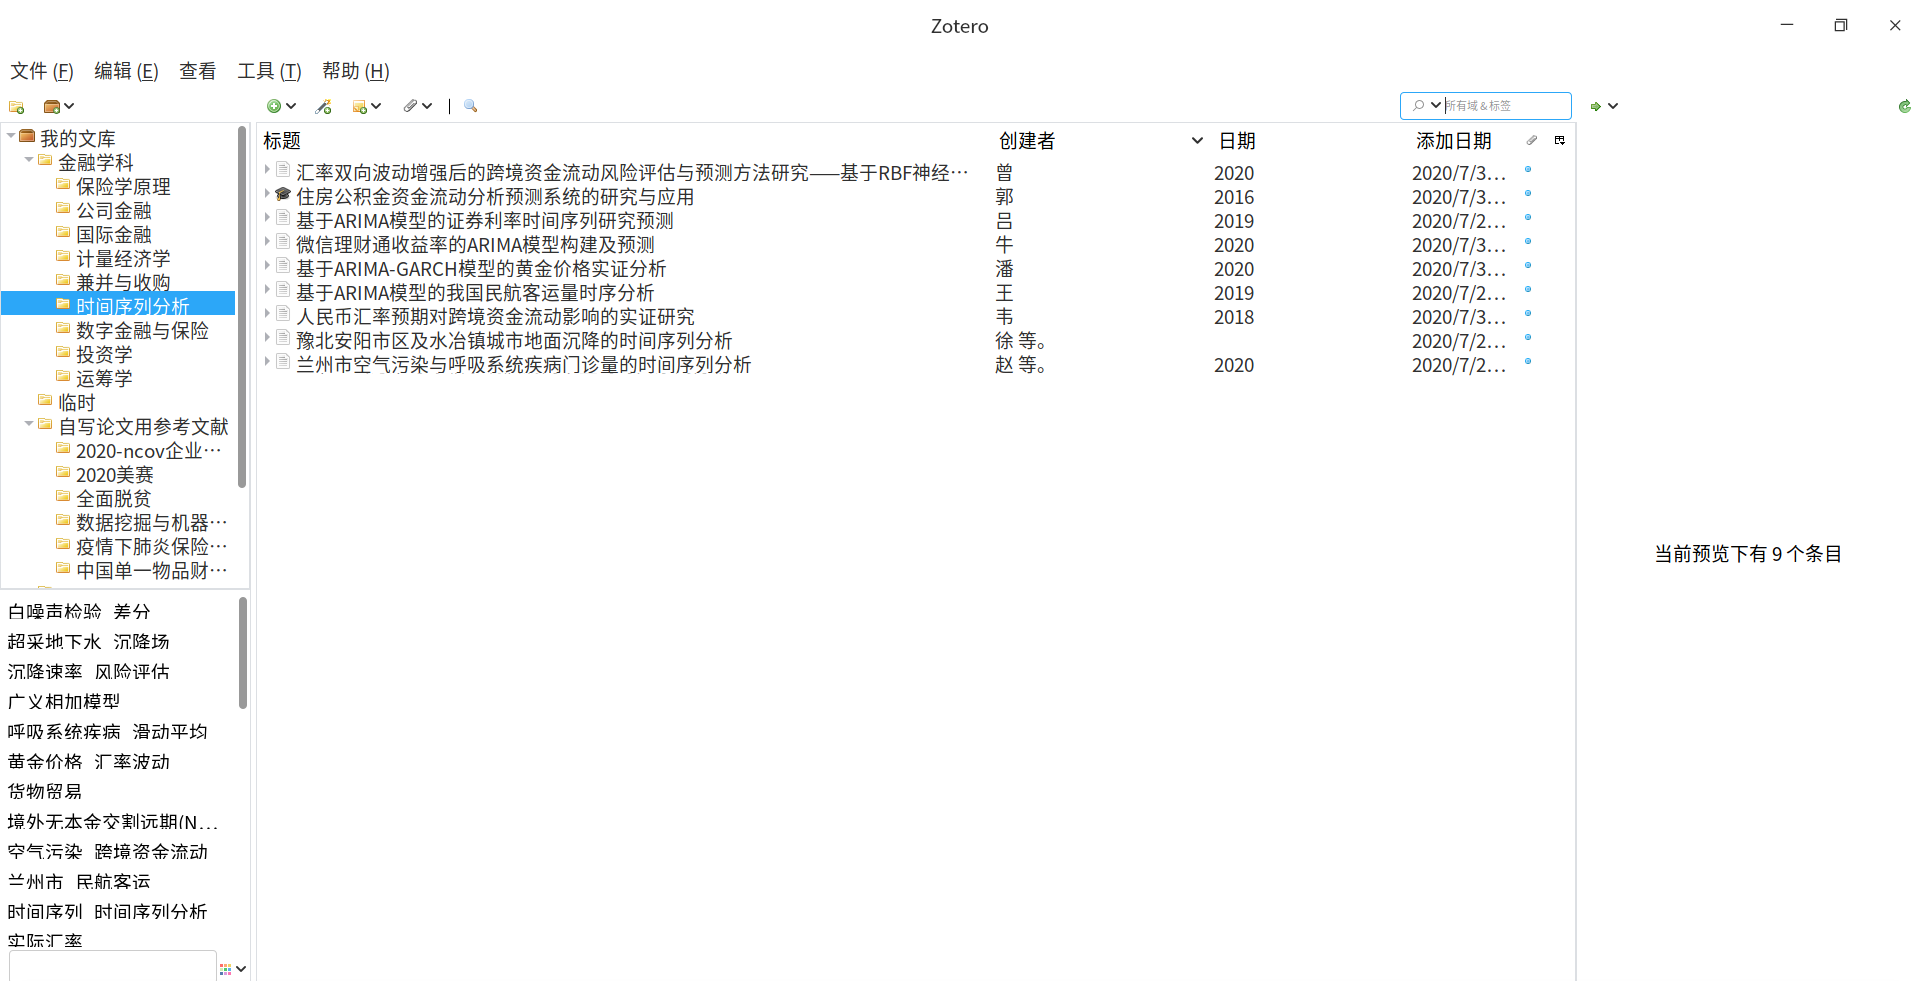 Zotero
文件 (F) 编辑 (E) 查看 工具 (T) 帮助 (H)
所有域 & 标签
我的文库
金融学科
保险学原理
公司金融
国际金融
计量经济学
兼并与收购
时间序列分析
数字金融与保险
投资学
运筹学
临时
自写论文用参考文献
2020-ncov企业…
2020美赛
全面脱贫
数据挖掘与机器…
疫情下肺炎保险…
中国单一物品财…
白噪声检验 差分
超采地下水 沉降场
沉降速率 风险评估
广义相加模型
呼吸系统疾病 滑动平均
黄金价格 汇率波动
货物贸易
境外无本金交割远期(N...
空气污染 跨境资金流动
兰州市 民航客运
时间序列 时间序列分析
实际汇率
标题 创建者 日期 添加日期
汇率双向波动增强后的跨境资金流动风险评估与预测方法研究——基于RBF神经… 曾 2020 2020/7/3...
住房公积金资金流动分析预测系统的研究与应用 郭 2016 2020/7/3...
基于ARIMA模型的证券利率时间序列研究预测 吕 2019 2020/7/2...
微信理财通收益率的ARIMA模型构建及预测 牛 2020 2020/7/3...
基于ARIMA-GARCH模型的黄金价格实证分析 潘 2020 2020/7/3...
基于ARIMA模型的我国民航客运量时序分析 王 2019 2020/7/2...
人民币汇率预期对跨境资金流动影响的实证研究 韦 2018 2020/7/3...
豫北安阳市区及水冶镇城市地面沉降的时间序列分析 徐 等。 2020/7/2...
兰州市空气污染与呼吸系统疾病门诊量的时间序列分析 赵 等。 2020 2020/7/2...
当前预览下有 9 个条目